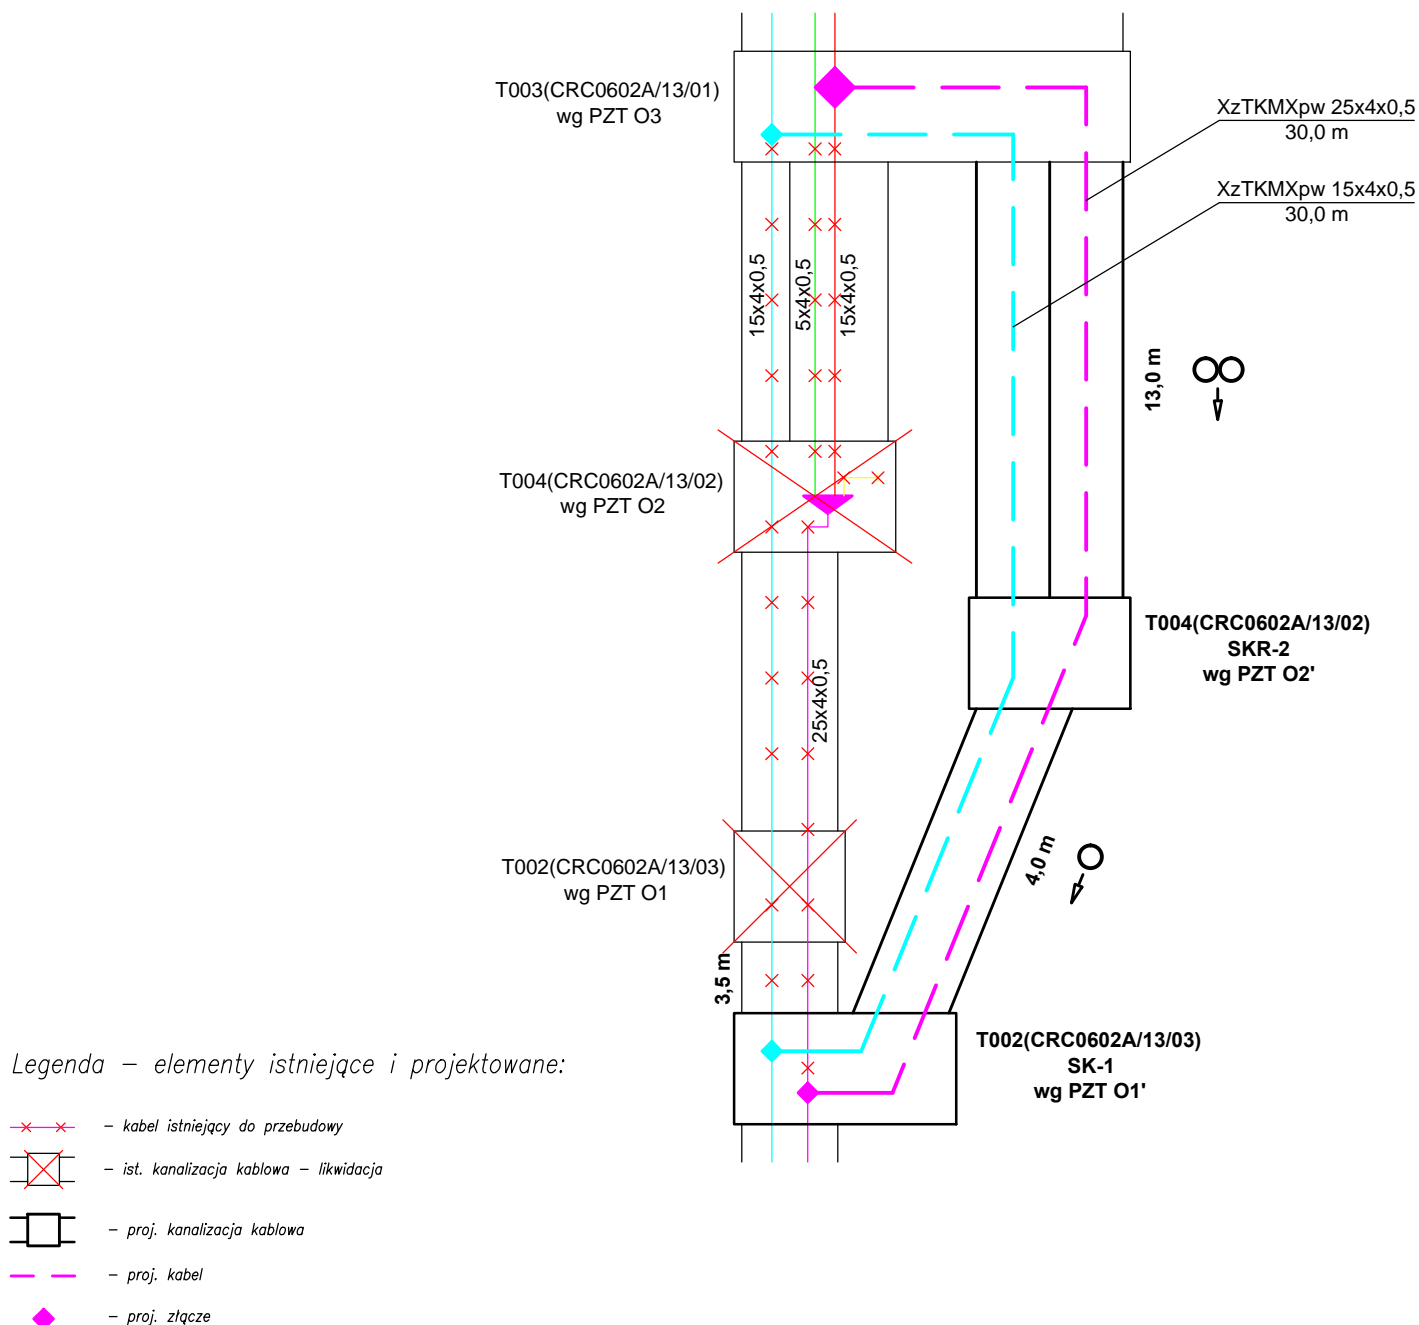 T003(CRC0602A/13/01)
wg PZT O3
XzTKMXpw 25x4x0,5
30,0 m
XzTKMXpw 15x4x0,5
30,0 m
15x4x0,5
5x4x0,5
15x4x0,5
13,0 m
T004(CRC0602A/13/02)
wg PZT O2
T004(CRC0602A/13/02)
SKR-2
wg PZT O2'
25x4x0,5
T002(CRC0602A/13/03)
wg PZT O1
4,0 m
3,5 m
T002(CRC0602A/13/03)
SK-1
wg PZT O1'
Legenda – elementy istniejące i projektowane:
– kabel istniejący do przebudowy
– ist. kanalizacja kablowa – likwidacja
– proj. kanalizacja kablowa
– proj. kabel
– proj. złącze